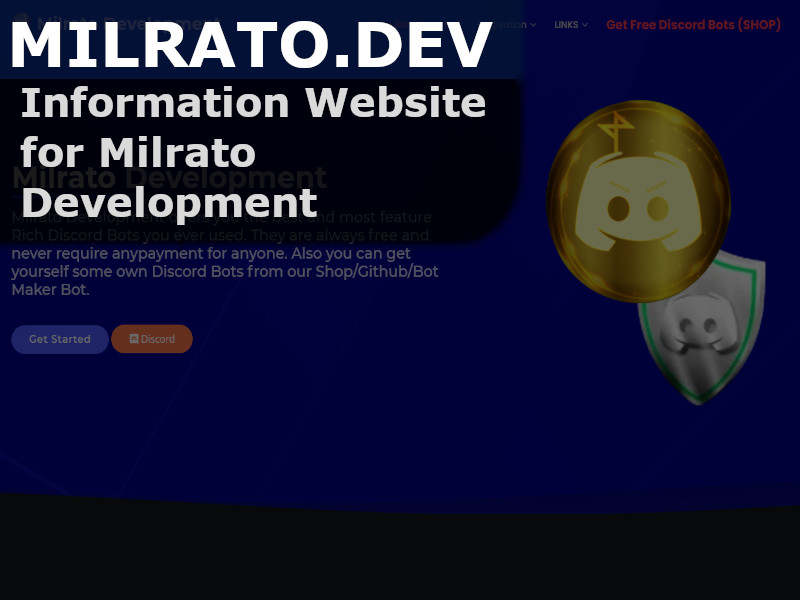 MILRATO.DEV
LINKS
Get Free Discord Bots (SHOP)
Information Website
for Milrato
Development
Milrato Development
and most feature
Rich Discord Bots you ever used. They are always free and
never require anypayment for anyone. Also you can get
yourself some own Discord Bots from our Shop/Github/Bot
Maker Bot.
Get Started
Discord